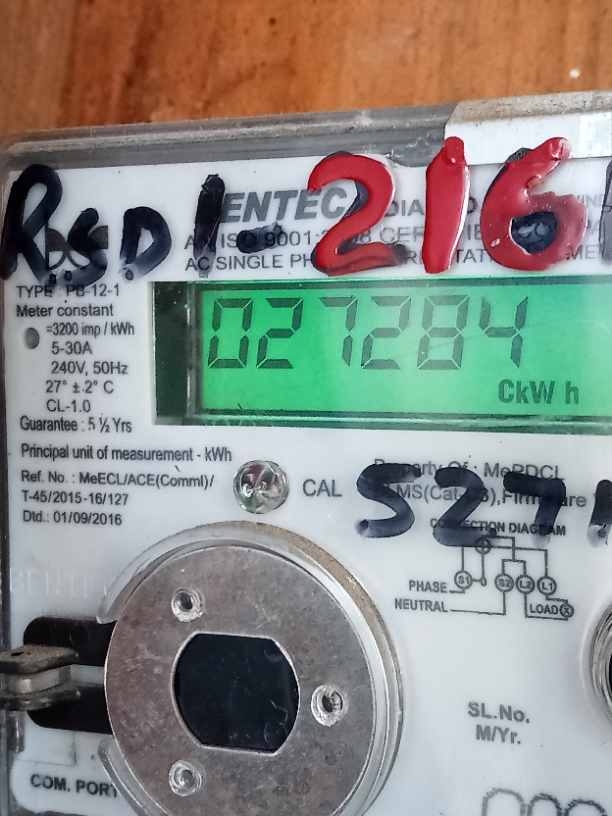 RSD1 216
ENTEC
AC SINGLE
TYPE PB-12-1
Meter constant
=3200 imp / kWh
5-30A
240V, 50Hz
27° ± 2° C
CL-1.0
Guarantee : 5 ½ Yrs
027284
CkW h
Principal unit of measurement - kWh
Ref. No. : MeECL/ACE(Comml)/
T-45/2015-16/127
Dtd.: 01/09/2016
CAL
Property Of : MePDCL
527
CONNECTION DIAGRAM
S1 S2 L2 L1
PHASE
NEUTRAL
LOAD
SL.No.
M/Yr.
COM. PORT